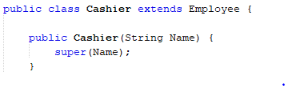 public class Cashier extends Employee {
public Cashier(String Name) {
super(Name);
}